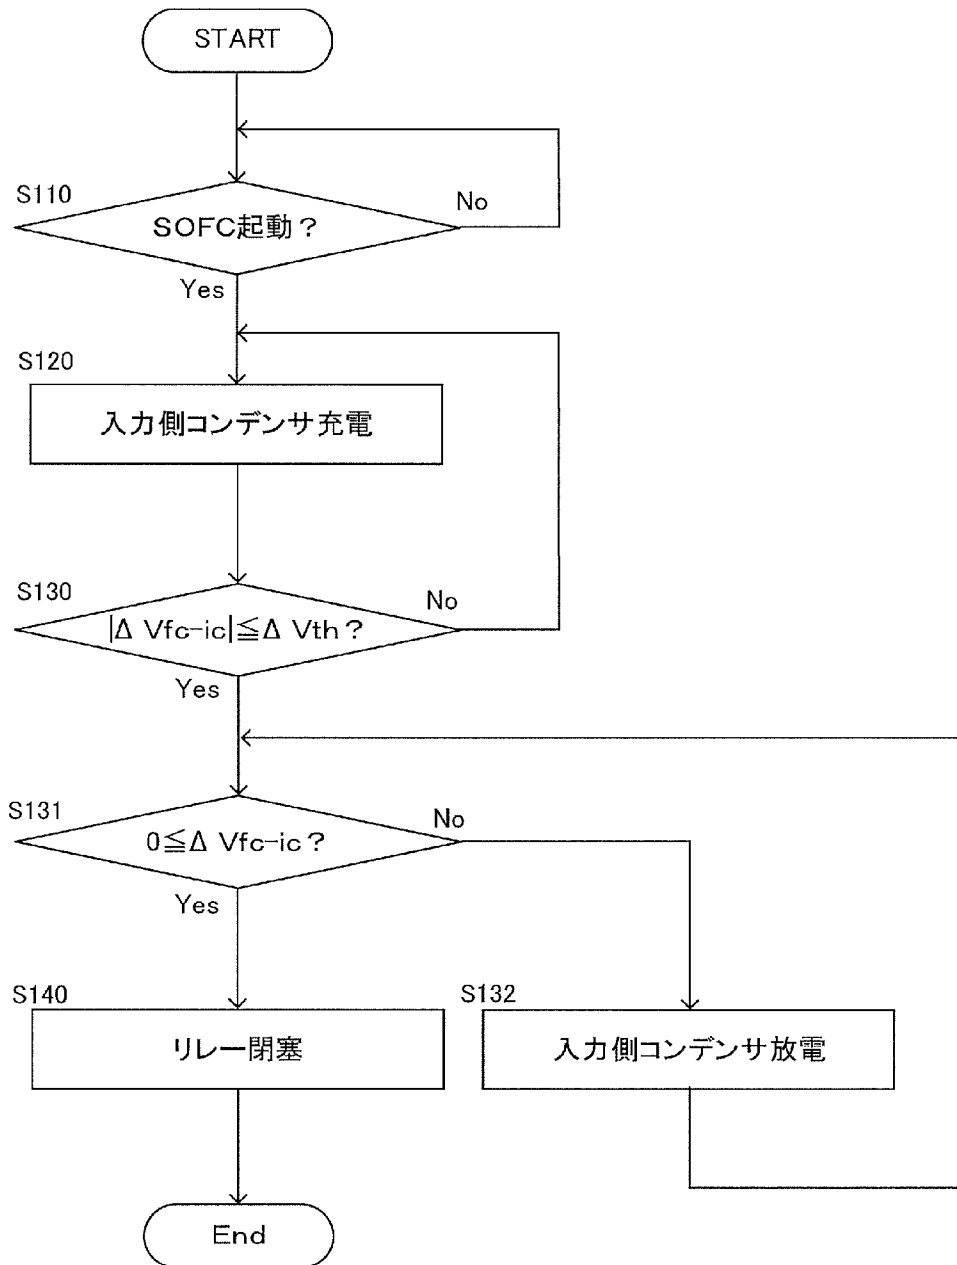 START
S110
SOFC起動？
No
Yes
S120
入力側コンデンサ充電
S130
|Δ Vfc-ic|≦Δ Vth？
No
Yes
S131
0≦Δ Vfc-ic？
No
Yes
S140
リレー閉塞
S132
入力側コンデンサ放電
End